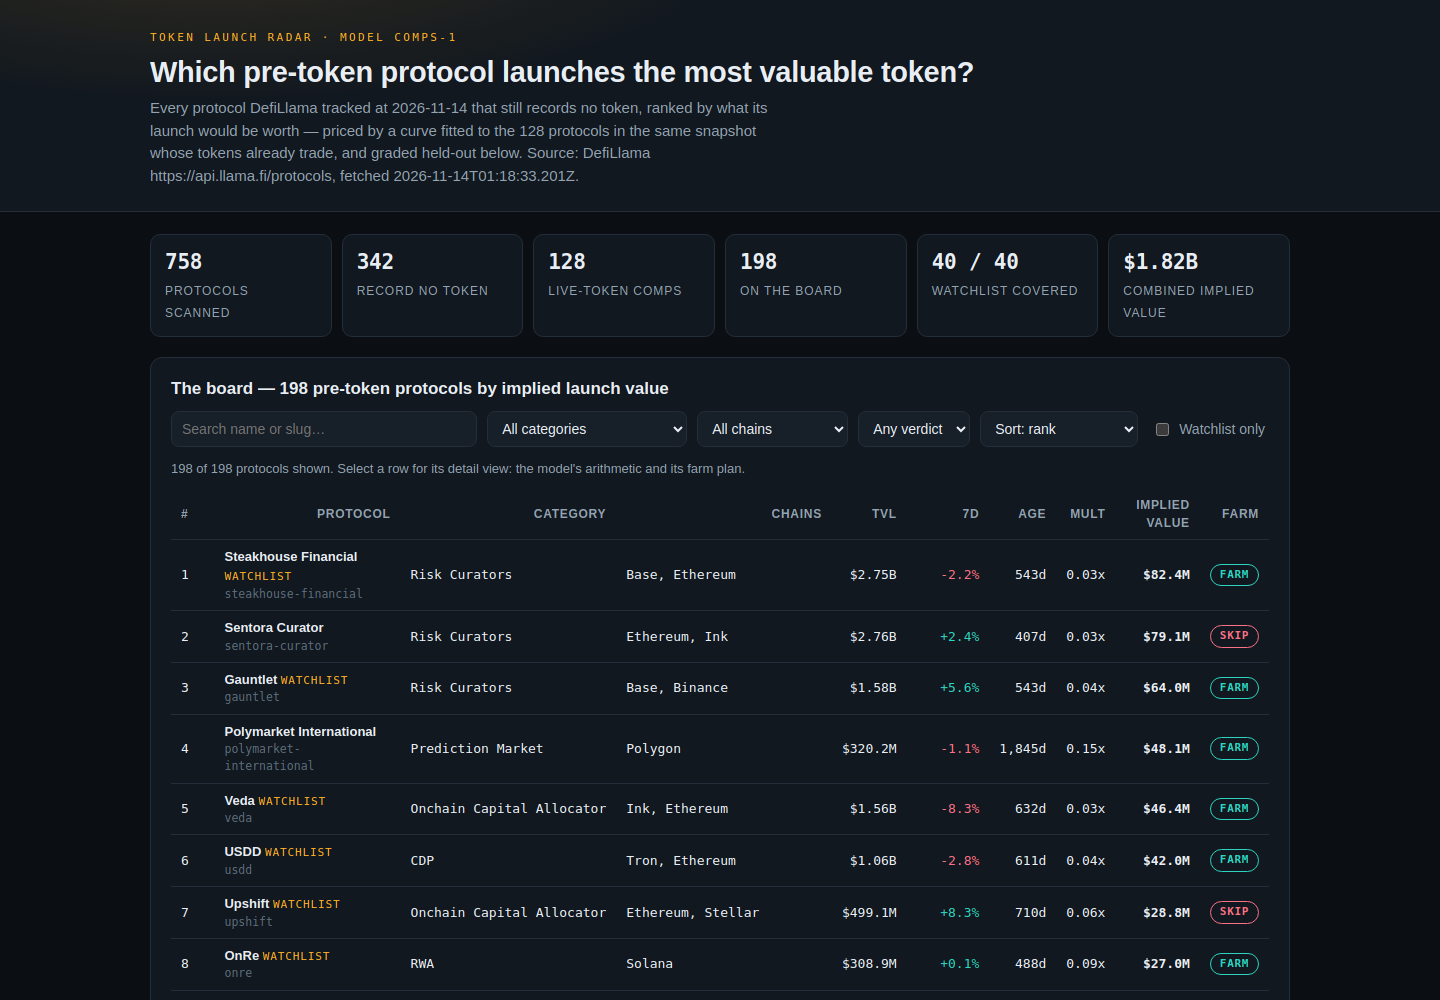 TOKEN LAUNCH RADAR · MODEL COMPS-1
Which pre-token protocol launches the most valuable token?
Every protocol DefiLlama tracked at 2026-11-14 that still records no token, ranked by what its
launch would be worth — priced by a curve fitted to the 128 protocols in the same snapshot
whose tokens already trade, and graded held-out below. Source: DefiLlama
https://api.llama.fi/protocols, fetched 2026-11-14T01:18:33.201Z.
758
PROTOCOLS
SCANNED
342
RECORD NO TOKEN
128
LIVE-TOKEN COMPS
198
ON THE BOARD
40 / 40
WATCHLIST COVERED
$1.82B
COMBINED IMPLIED
VALUE
The board — 198 pre-token protocols by implied launch value
Search name or slug… All categories All chains Any verdict Sort: rank Watchlist only
198 of 198 protocols shown. Select a row for its detail view: the model's arithmetic and its farm plan.
# PROTOCOL CATEGORY CHAINS TVL 7D AGE MULT IMPLIED VALUE FARM
1 Steakhouse Financial WATCHLIST steakhouse-financial Risk Curators Base, Ethereum $2.75B -2.2% 543d 0.03x $82.4M FARM
2 Sentora Curator sentora-curator Risk Curators Ethereum, Ink $2.76B +2.4% 407d 0.03x $79.1M SKIP
3 Gauntlet WATCHLIST gauntlet Risk Curators Base, Binance $1.58B +5.6% 543d 0.04x $64.0M FARM
4 Polymarket International polymarket-international Prediction Market Polygon $320.2M -1.1% 1,845d 0.15x $48.1M FARM
5 Veda WATCHLIST veda Onchain Capital Allocator Ink, Ethereum $1.56B -8.3% 632d 0.03x $46.4M FARM
6 USDD WATCHLIST usdd CDP Tron, Ethereum $1.06B -2.8% 611d 0.04x $42.0M FARM
7 Upshift WATCHLIST upshift Onchain Capital Allocator Ethereum, Stellar $499.1M +8.3% 710d 0.06x $28.8M SKIP
8 OnRe WATCHLIST onre RWA Solana $308.9M +0.1% 488d 0.09x $27.0M FARM